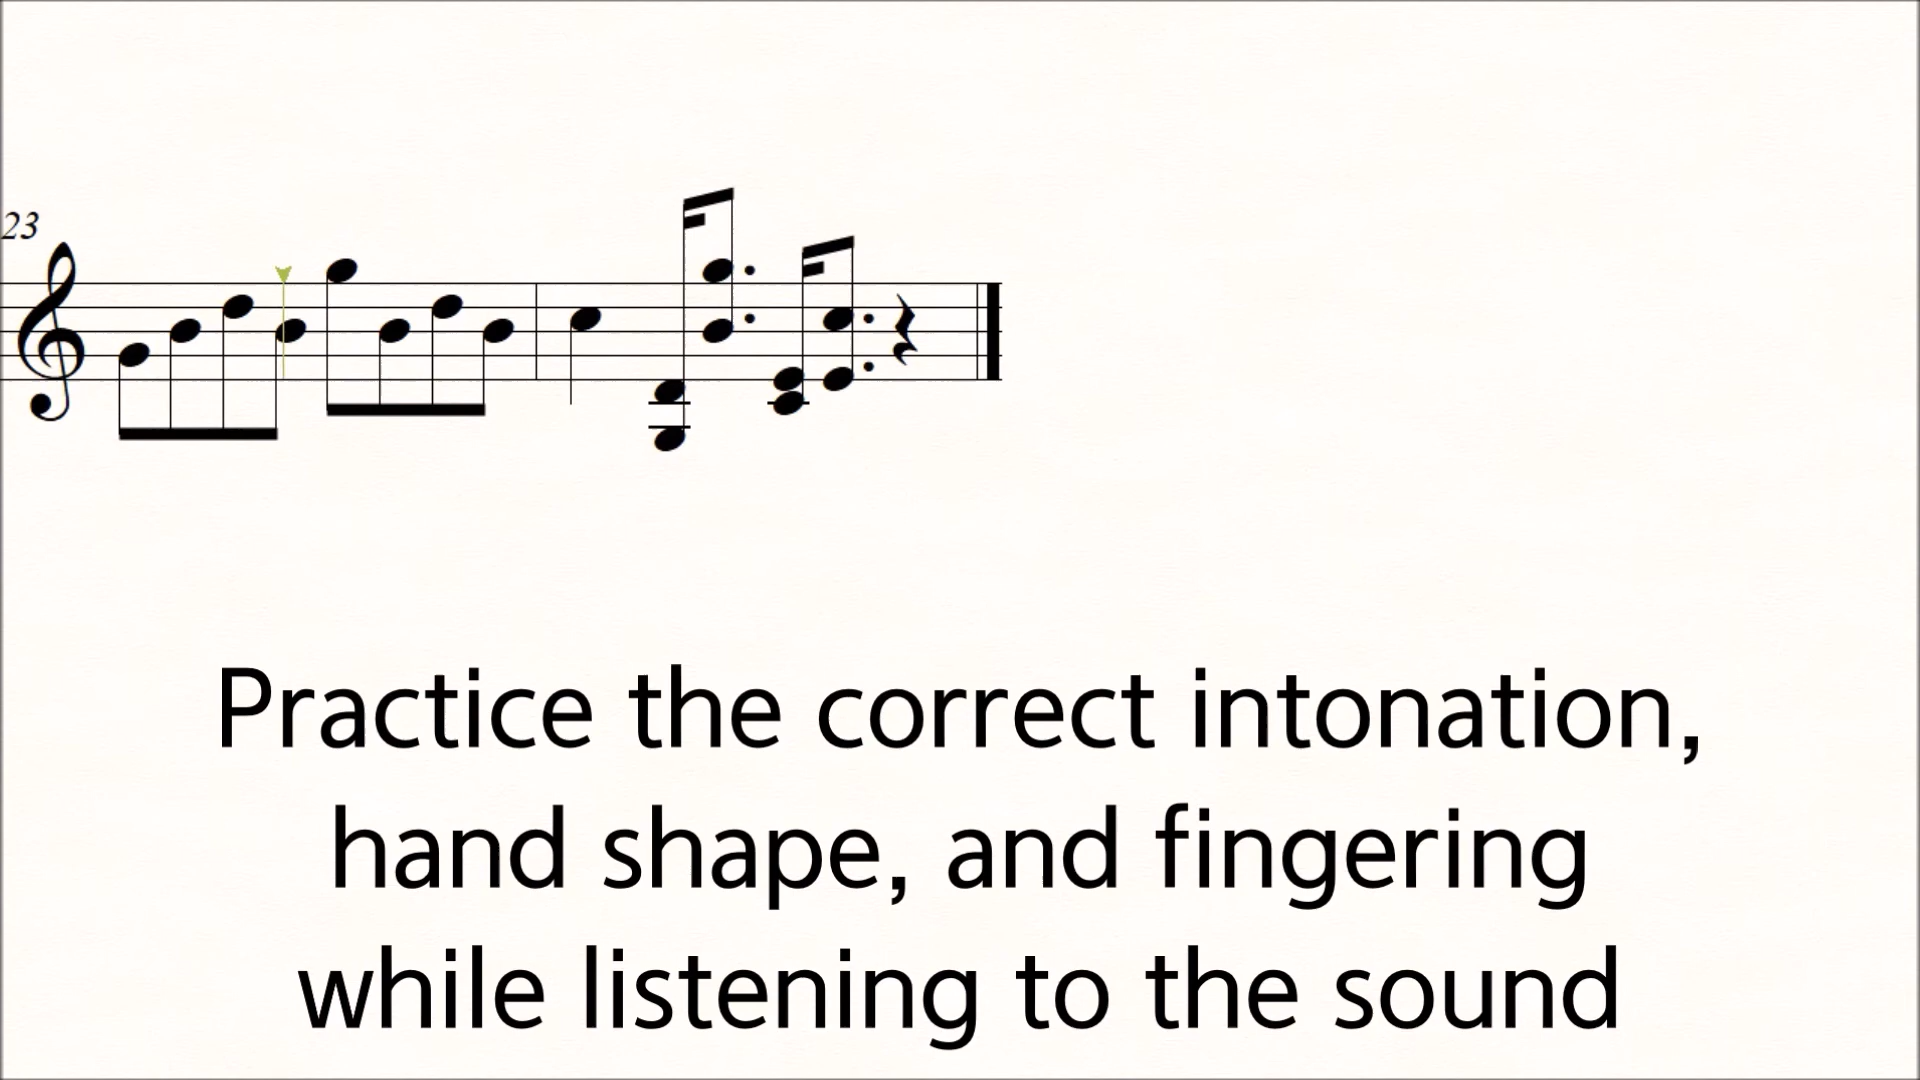 23
Practice the correct intonation,
hand shape, and fingering
while listening to the sound